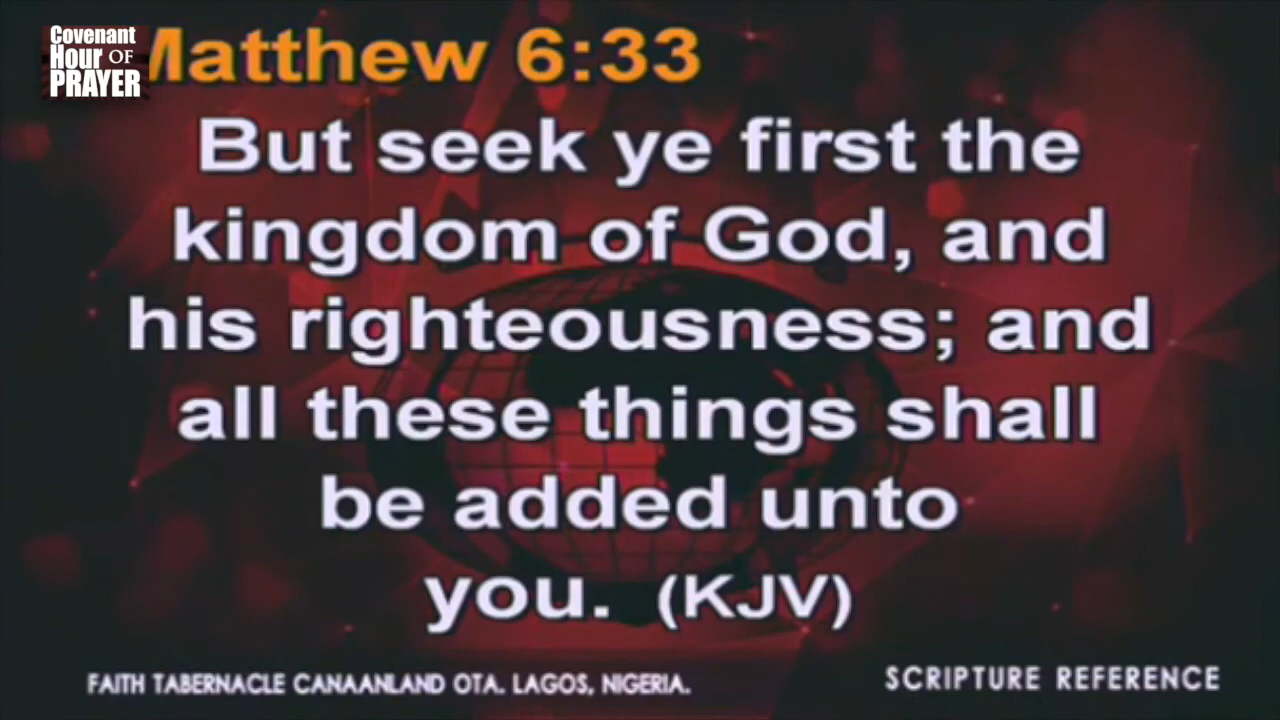 Covenant
Hour OF
PRAYER
Matthew 6:33
But seek ye first the
kingdom of God, and
his righteousness; and
all these things shall
be added unto
you. (KJV)
FAITH TABERNACLE CANAANLAND OTA. LAGOS, NIGERIA.
SCRIPTURE REFERENCE